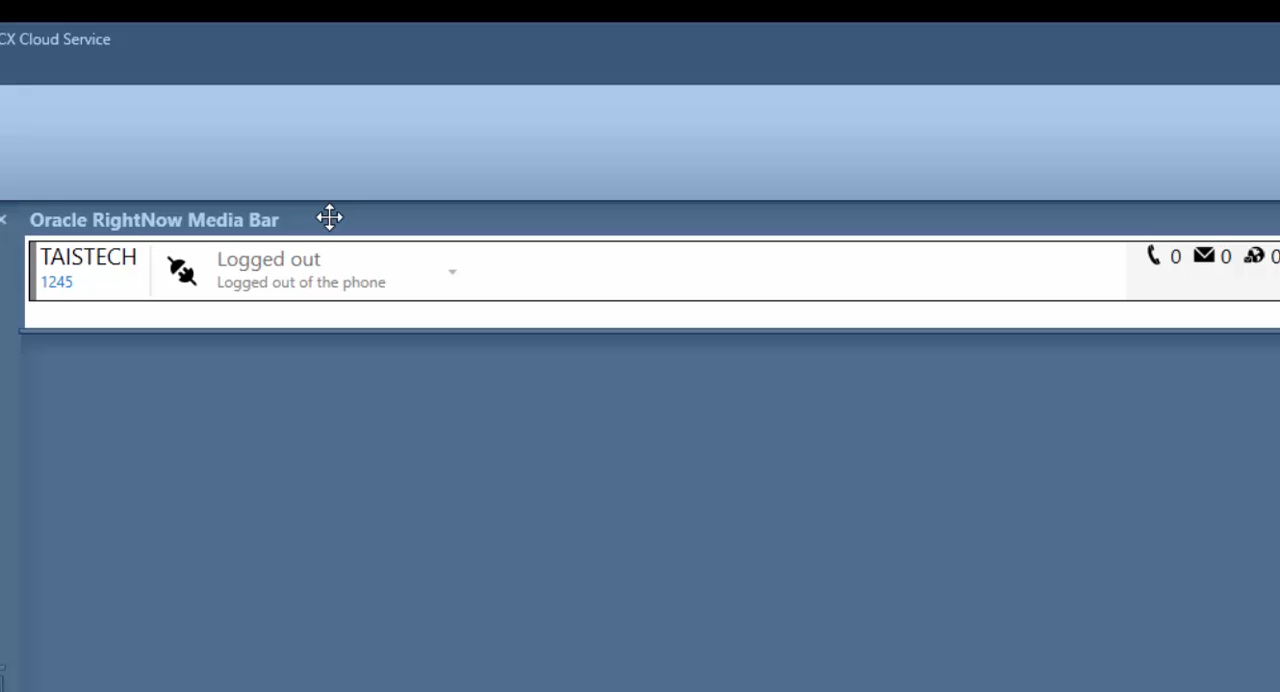 CX Cloud Service
Oracle RightNow Media Bar
TAISTECH
1245
Logged out
Logged out of the phone
0 0 0